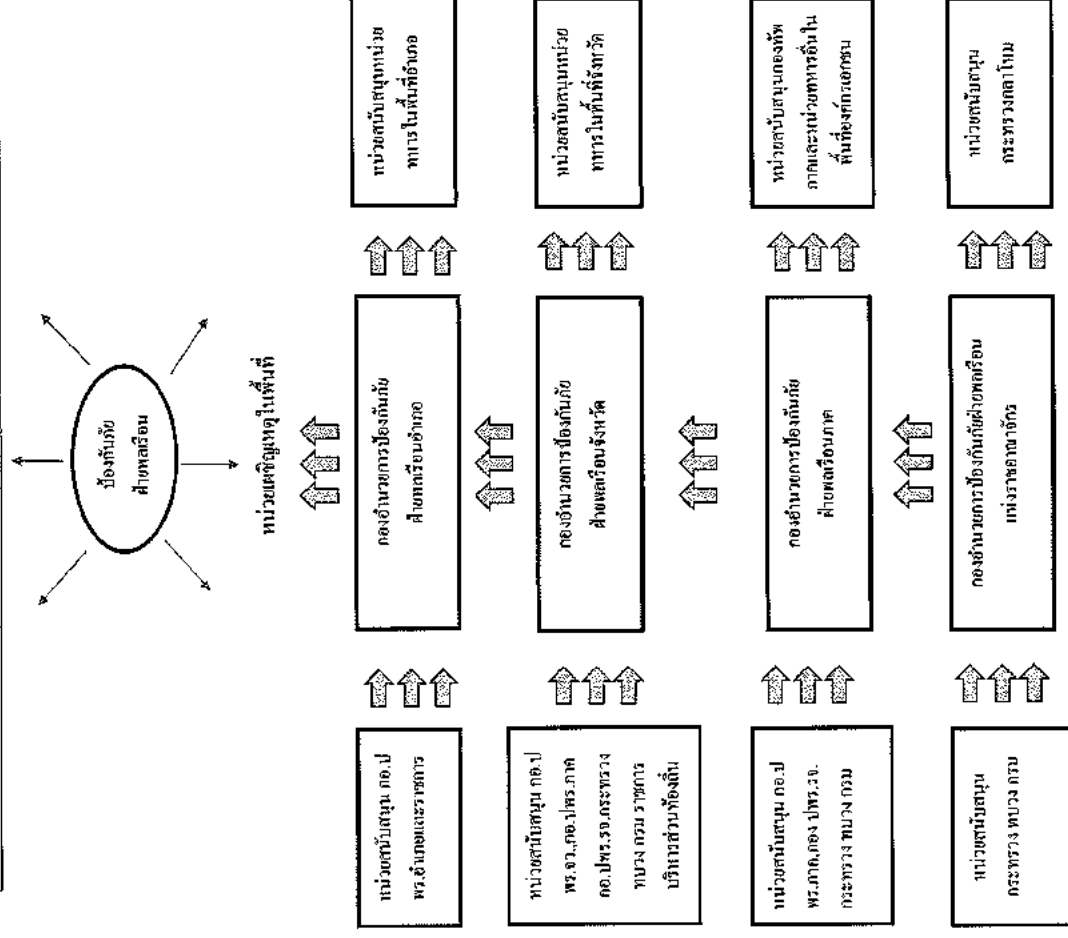 ป้องกันภัย
ฝ่ายพลเรือน
หน่วยเผชิญเหตุในพื้นที่
หน่วยสนับสนุน กอ.ป
พร.อำเภอและราชการ
กองอำนวยการป้องกันภัย
ฝ่ายพลเรือนอำเภอ
หน่วยสนับสนุนหน่วย
ทหารในพื้นที่อำเภอ
หน่วยสนับสนุน กอ.ป
พร.จว.,กอ.ปพร.ภาค
กอ.ปพร.รจ.กระทรวง
ทบวง กรม ราชการ
บริหารส่วนท้องถิ่น
กองอำนวยการป้องกันภัย
ฝ่ายพลเรือนจังหวัด
หน่วยสนับสนุนหน่วย
ทหารในพื้นที่จังหวัด
หน่วยสนับสนุน กอ.ป
พร.ภาค,กอง ปพร.รจ.
กระทรวง ทบวง กรม
กองอำนวยการป้องกันภัย
ฝ่ายพลเรือนภาค
หน่วยสนับสนุนกองทัพ
ภาคและหน่วยทหารอื่นใน
พื้นที่องค์กรเอกชน
หน่วยสนับสนุน
กระทรวง ทบวง กรม
กองอำนวยการป้องกันภัยฝ่ายพลเรือน
แห่งราชอาณาจักร
หน่วยสนับสนุน
กระทรวงกลาโหม